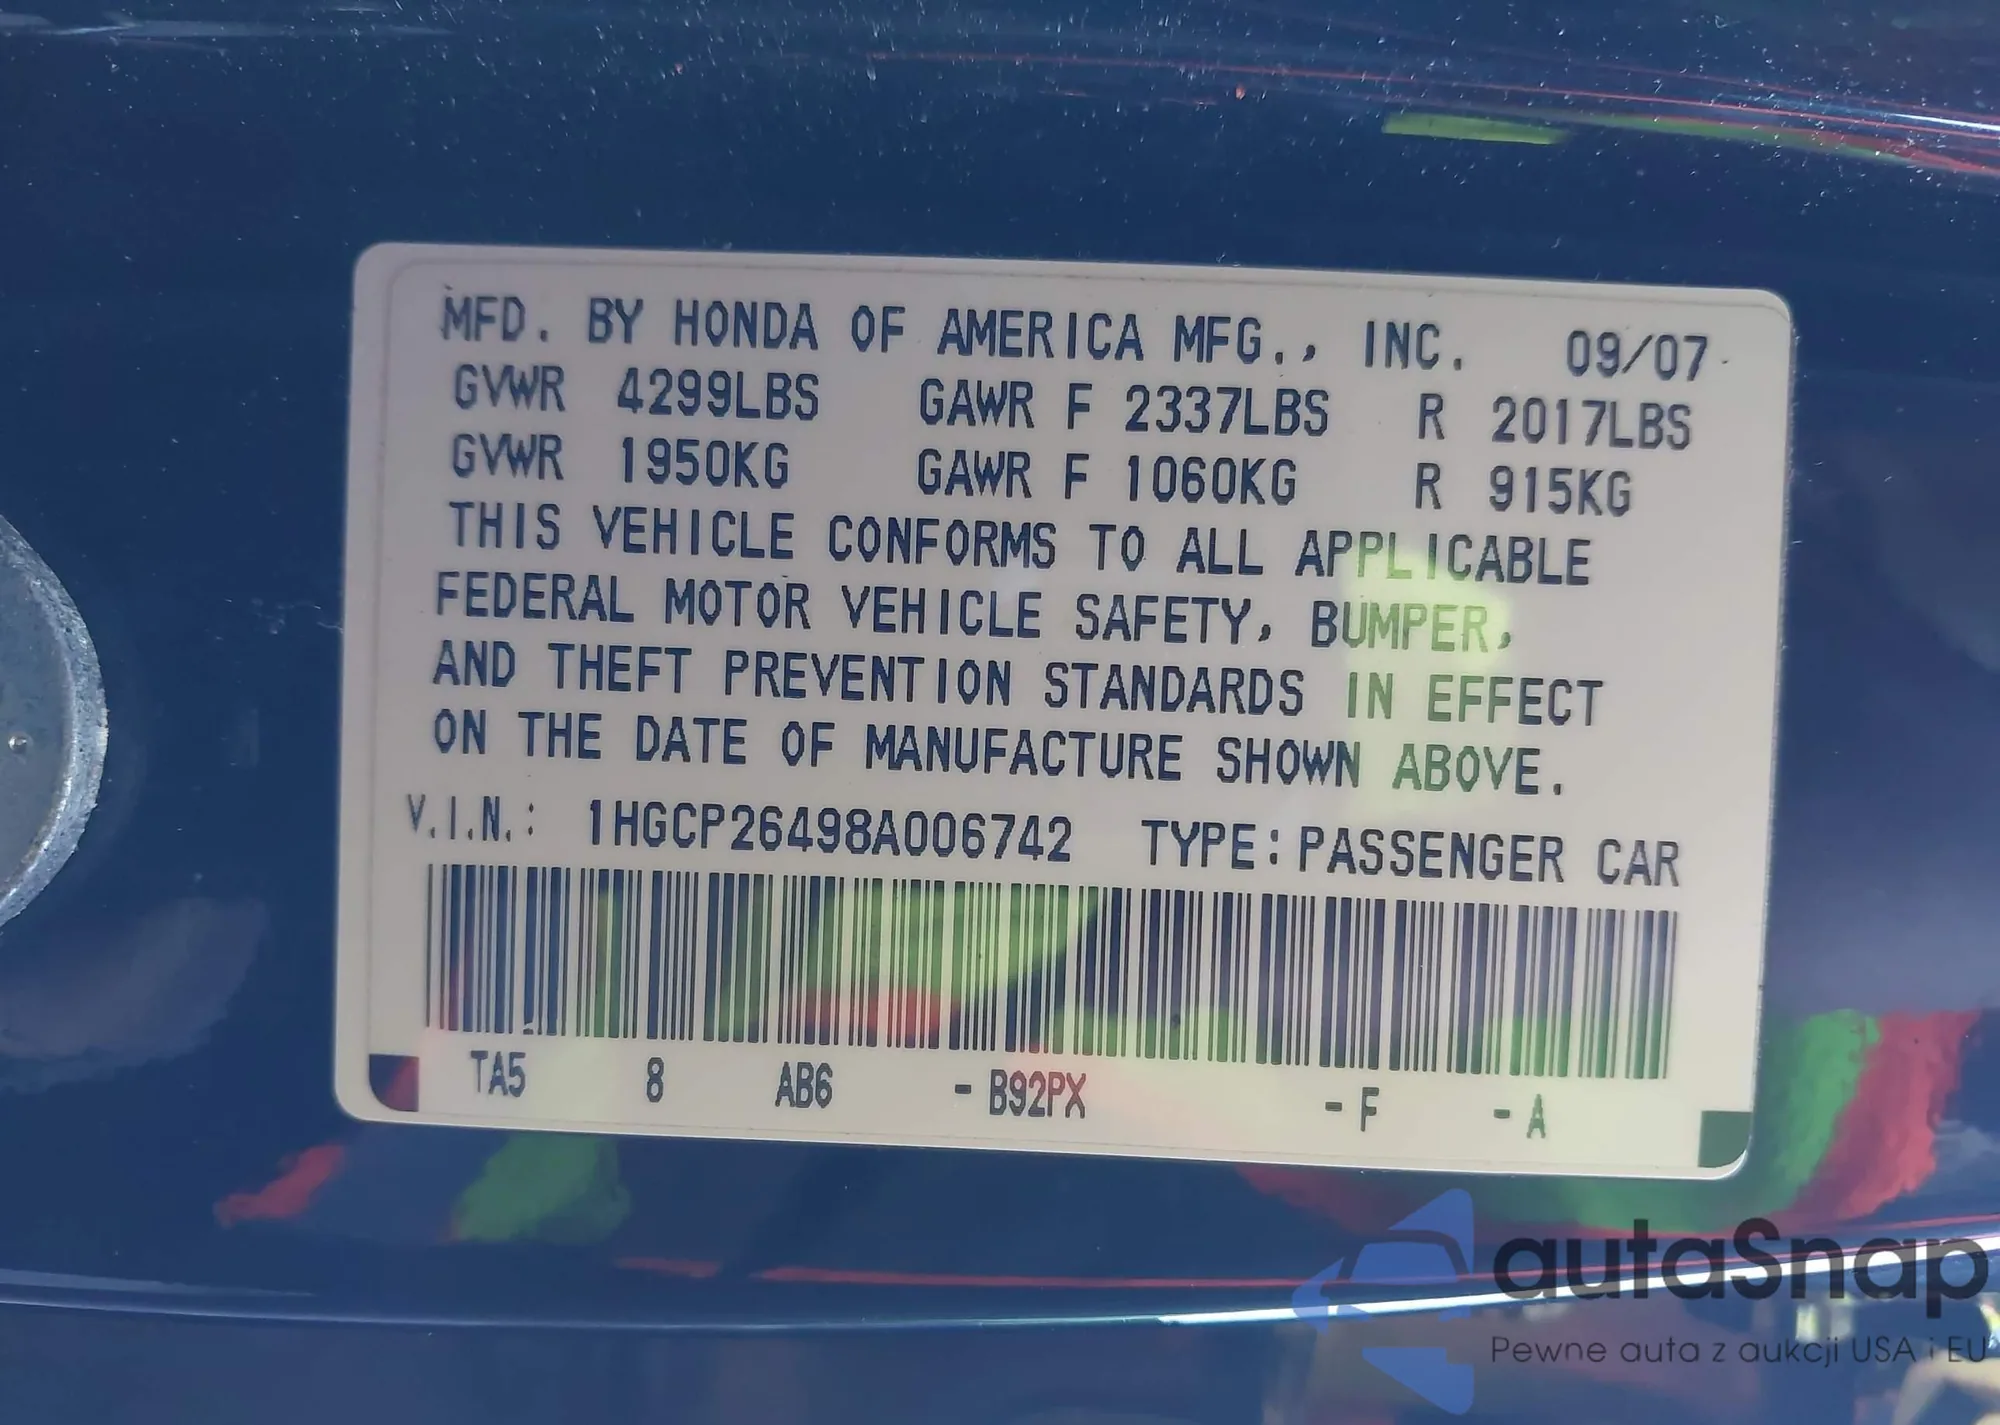 MFD. BY HONDA OF AMERICA MFG., INC. 09/07
GVWR 4299LBS GAWR F 2337LBS R 2017LBS
GVWR 1950KG GAWR F 1060KG R 915KG
THIS VEHICLE CONFORMS TO ALL APPLICABLE
FEDERAL MOTOR VEHICLE SAFETY, BUMPER,
AND THEFT PREVENTION STANDARDS IN EFFECT
ON THE DATE OF MANUFACTURE SHOWN ABOVE.
V.I.N.: 1HGCP26498A006742 TYPE: PASSENGER CAR
TA5 8 AB6 - B92PX - F - A
autaSnap
Pewne auta z aukcji USA i EU